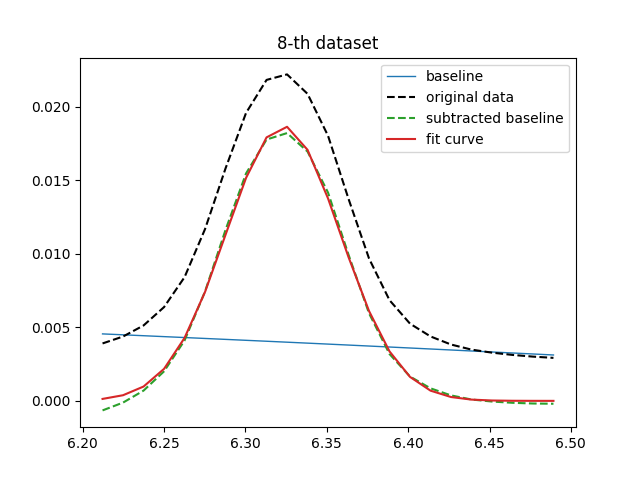 8-th dataset
baseline
original data
subtracted baseline
fit curve
0.020
0.015
0.010
0.005
0.000
6.20 6.25 6.30 6.35 6.40 6.45 6.50